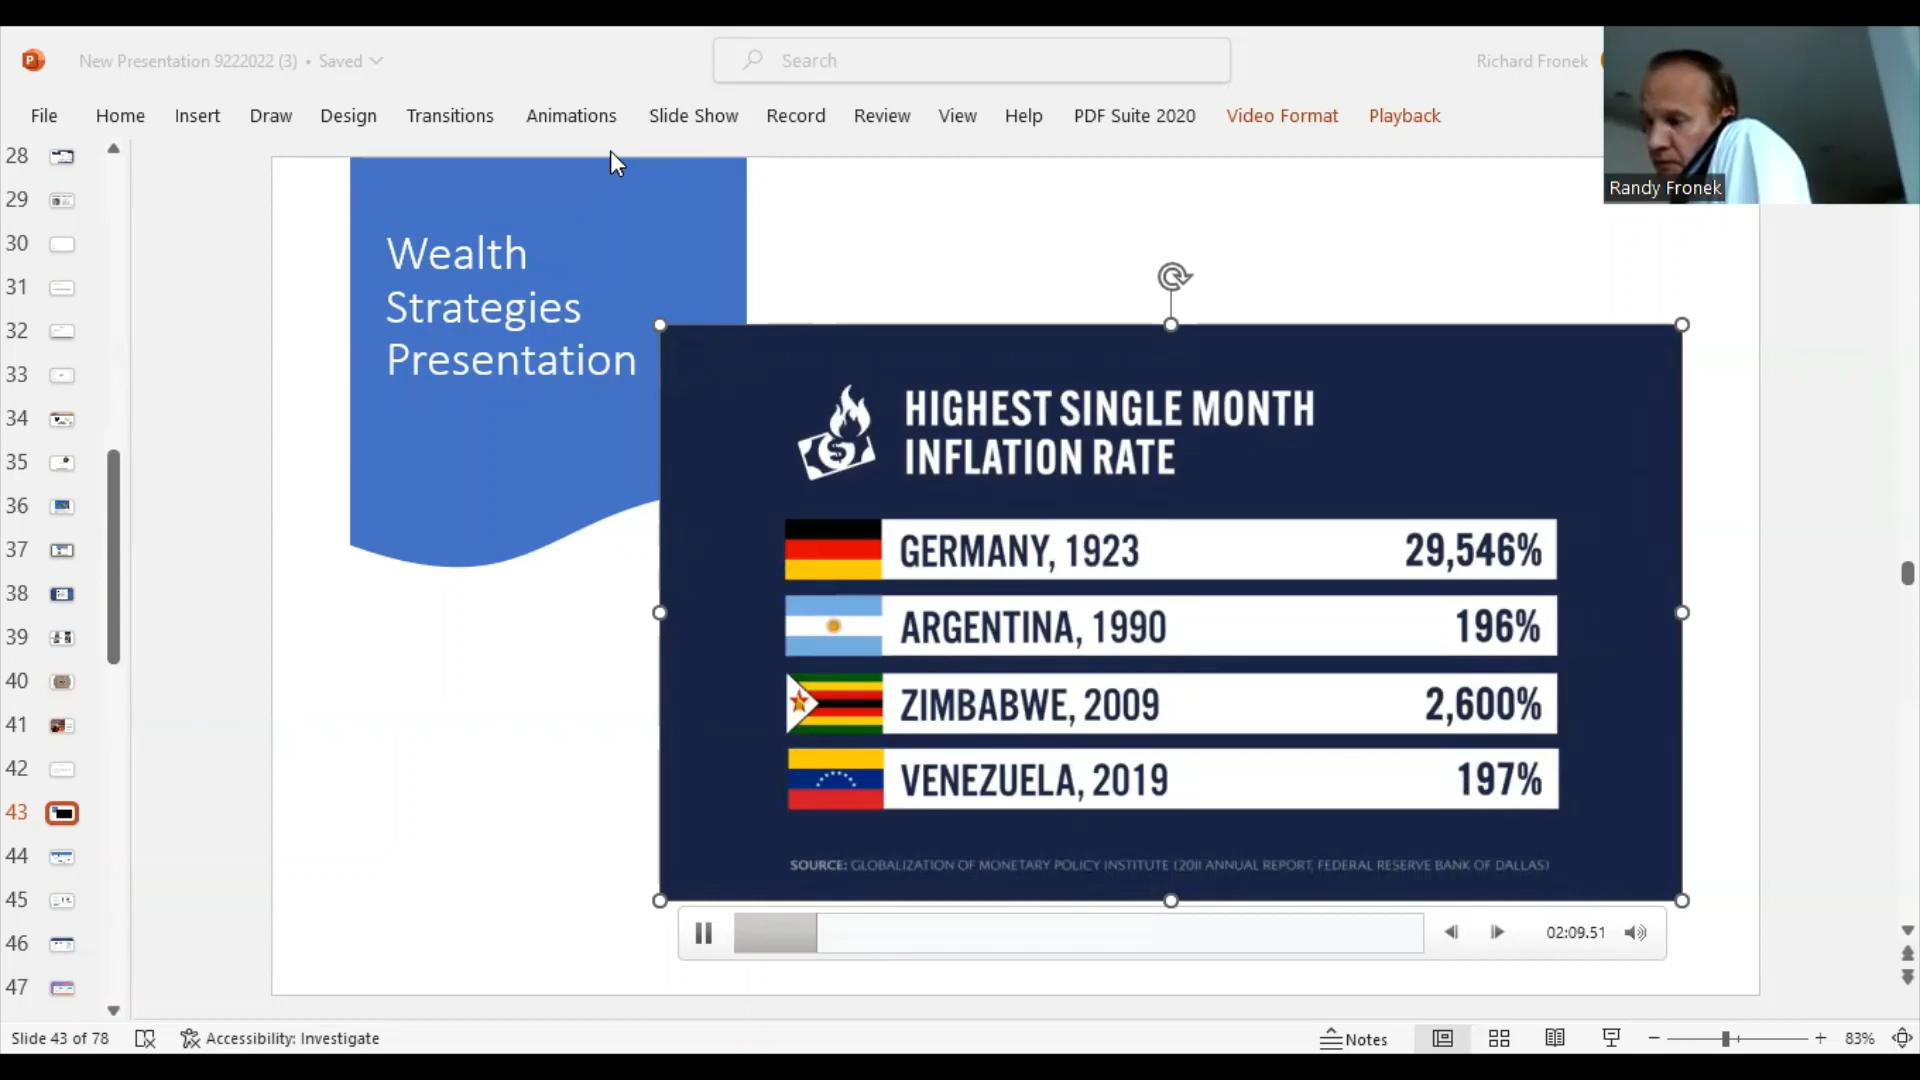 New Presentation 9222022 (3) • Saved
Search
Richard Fronek
File Home Insert Draw Design Transitions Animations Slide Show Record Review View Help PDF Suite 2020 Video Format Playback
Randy Fronek
28
29
30
31
32
33
34
35
36
37
38
39
40
41
42
43
44
45
46
47
Wealth
Strategies
Presentation
HIGHEST SINGLE MONTH
INFLATION RATE
GERMANY, 1923 29,546%
ARGENTINA, 1990 196%
ZIMBABWE, 2009 2,600%
VENEZUELA, 2019 197%
SOURCE: GLOBALIZATION OF MONETARY POLICY INSTITUTE (2011 ANNUAL REPORT, FEDERAL RESERVE BANK OF DALLAS)
02:09.51
Slide 43 of 78 Accessibility: Investigate Notes 83%